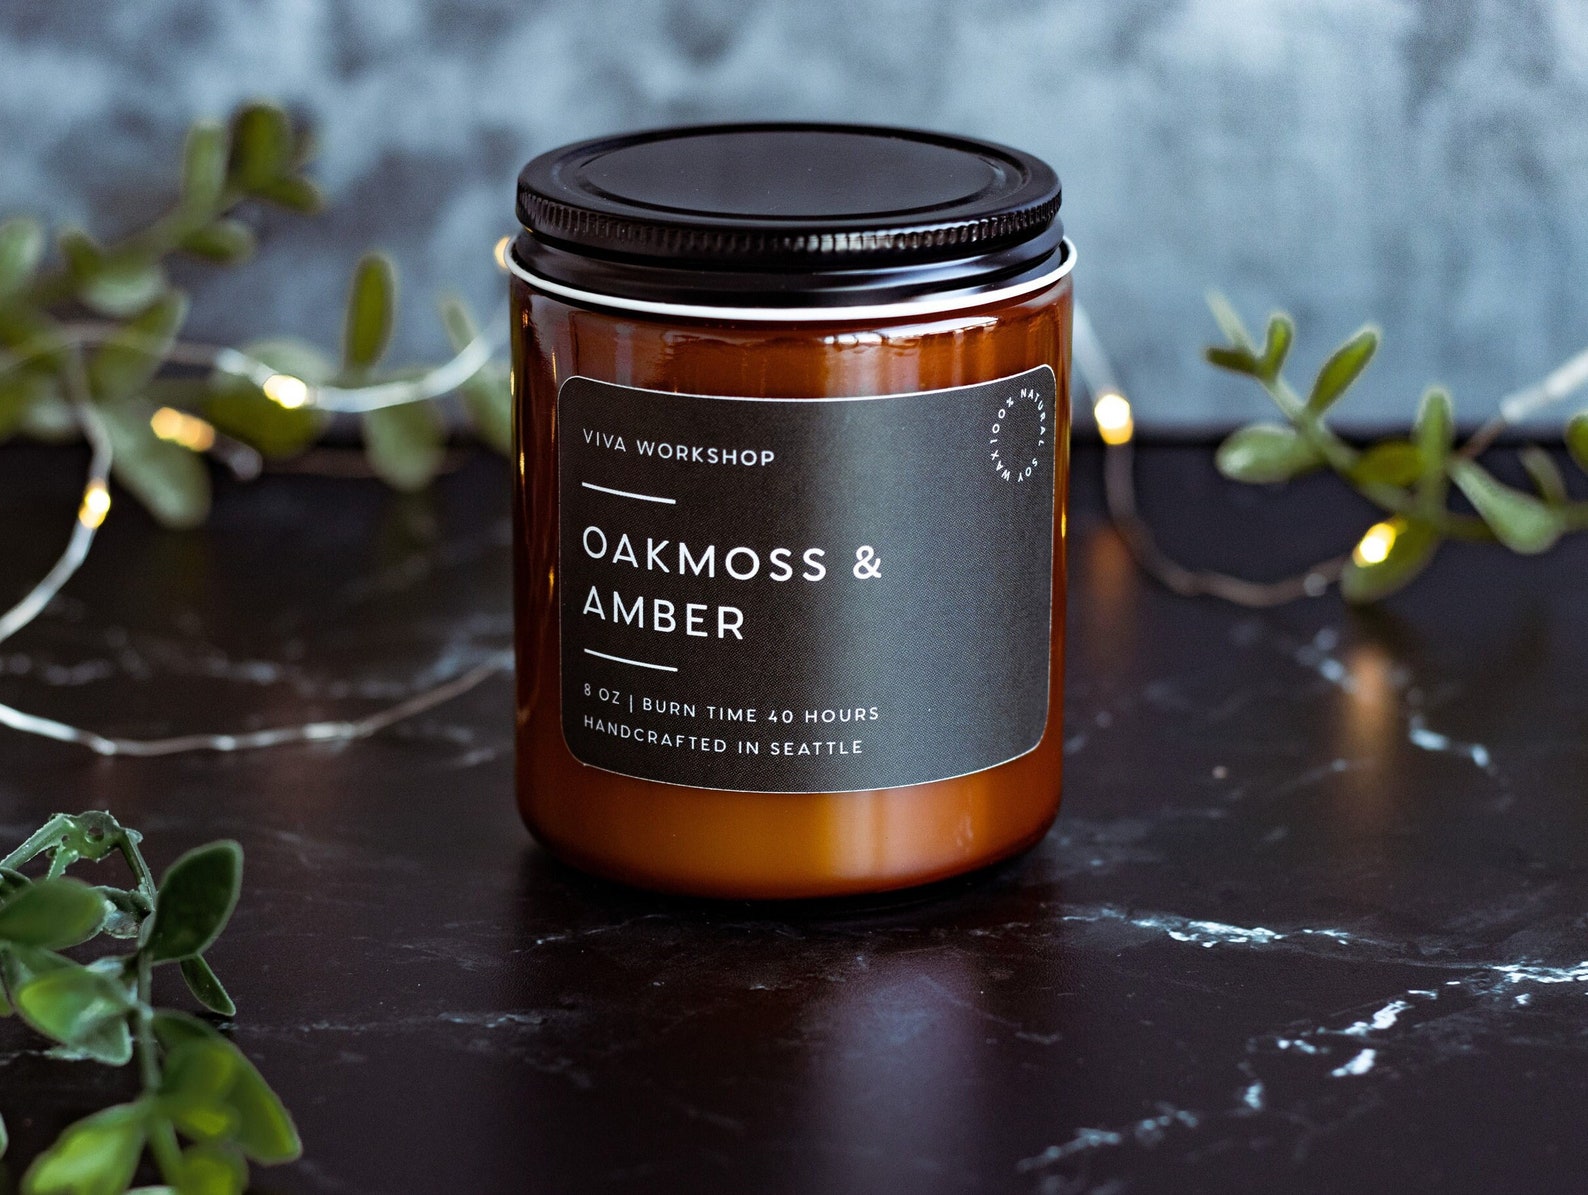 VIVA WORKSHOP
100% NATURAL SOY WAX
OAKMOSS &
AMBER
8 OZ | BURN TIME 40 HOURS
HANDCRAFTED IN SEATTLE